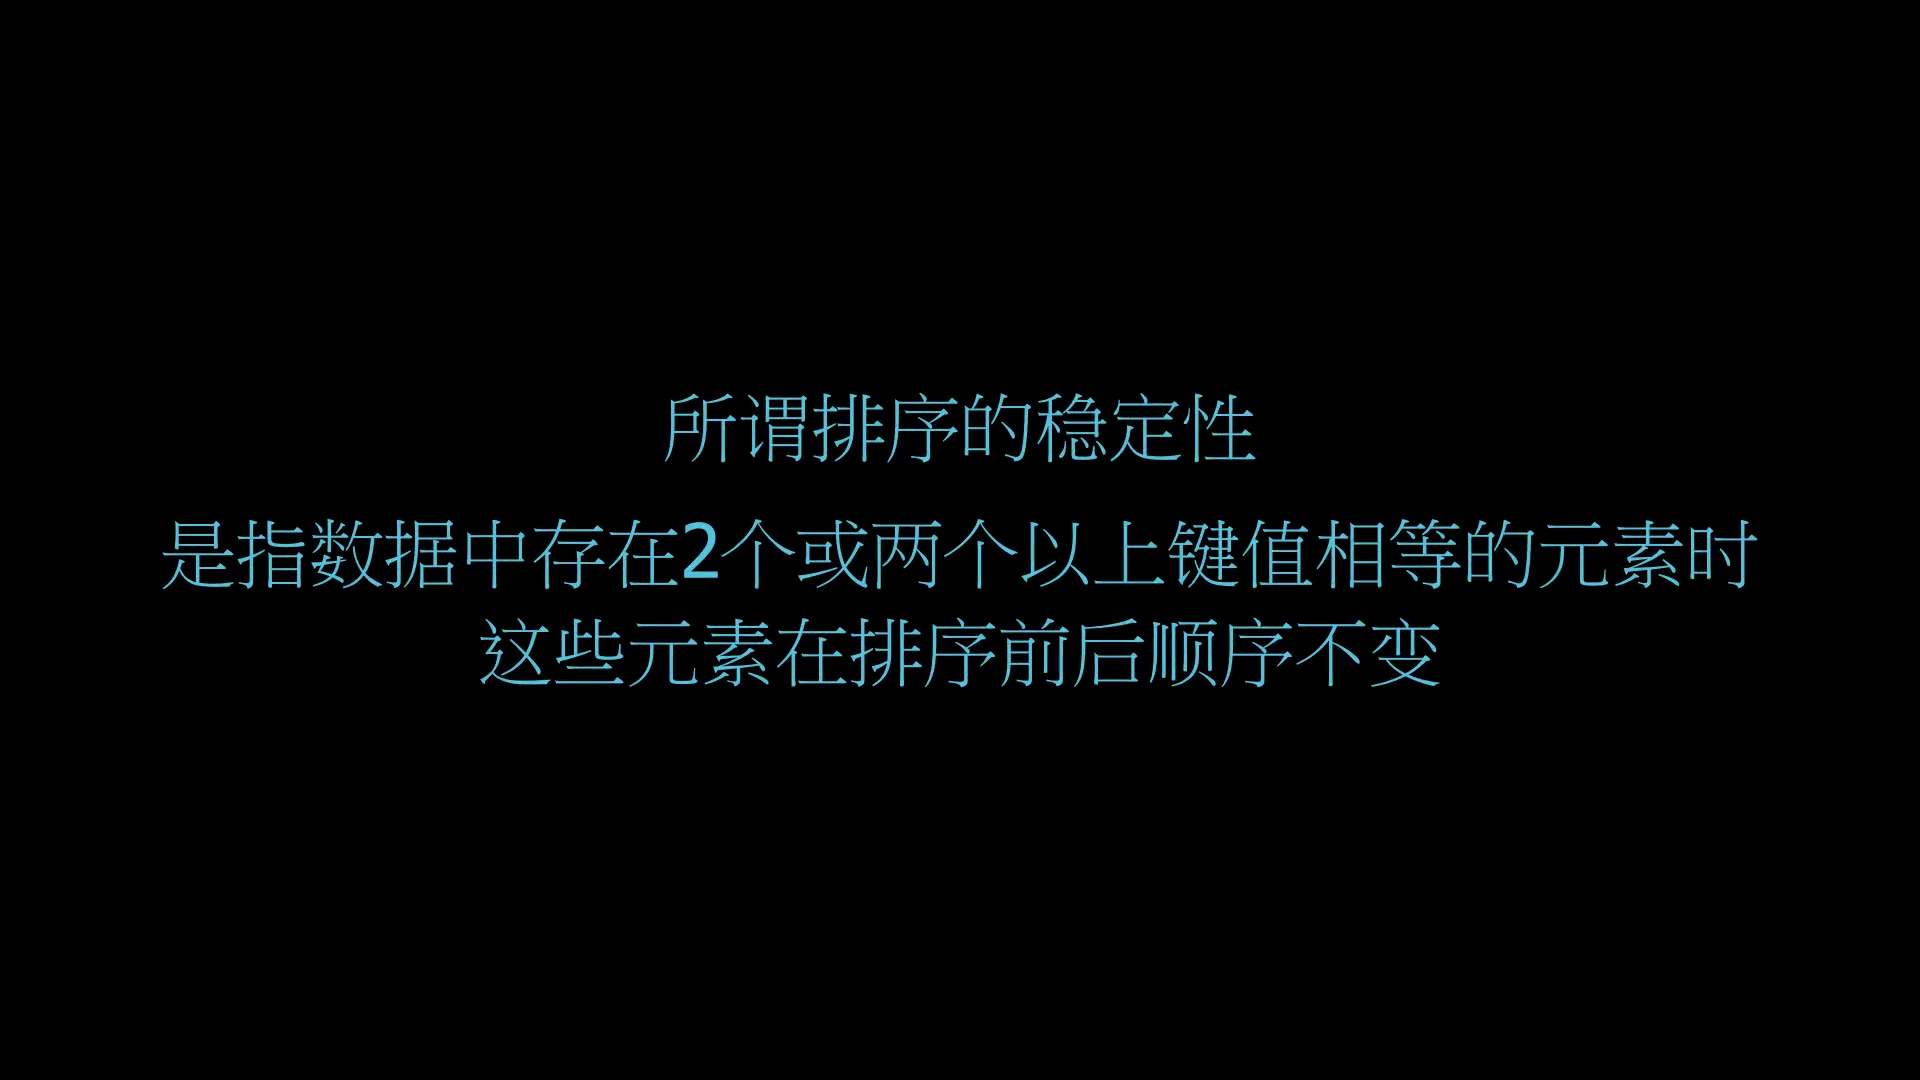 所谓排序的稳定性
是指数据中存在2个或两个以上键值相等的元素时
这些元素在排序前后顺序不变